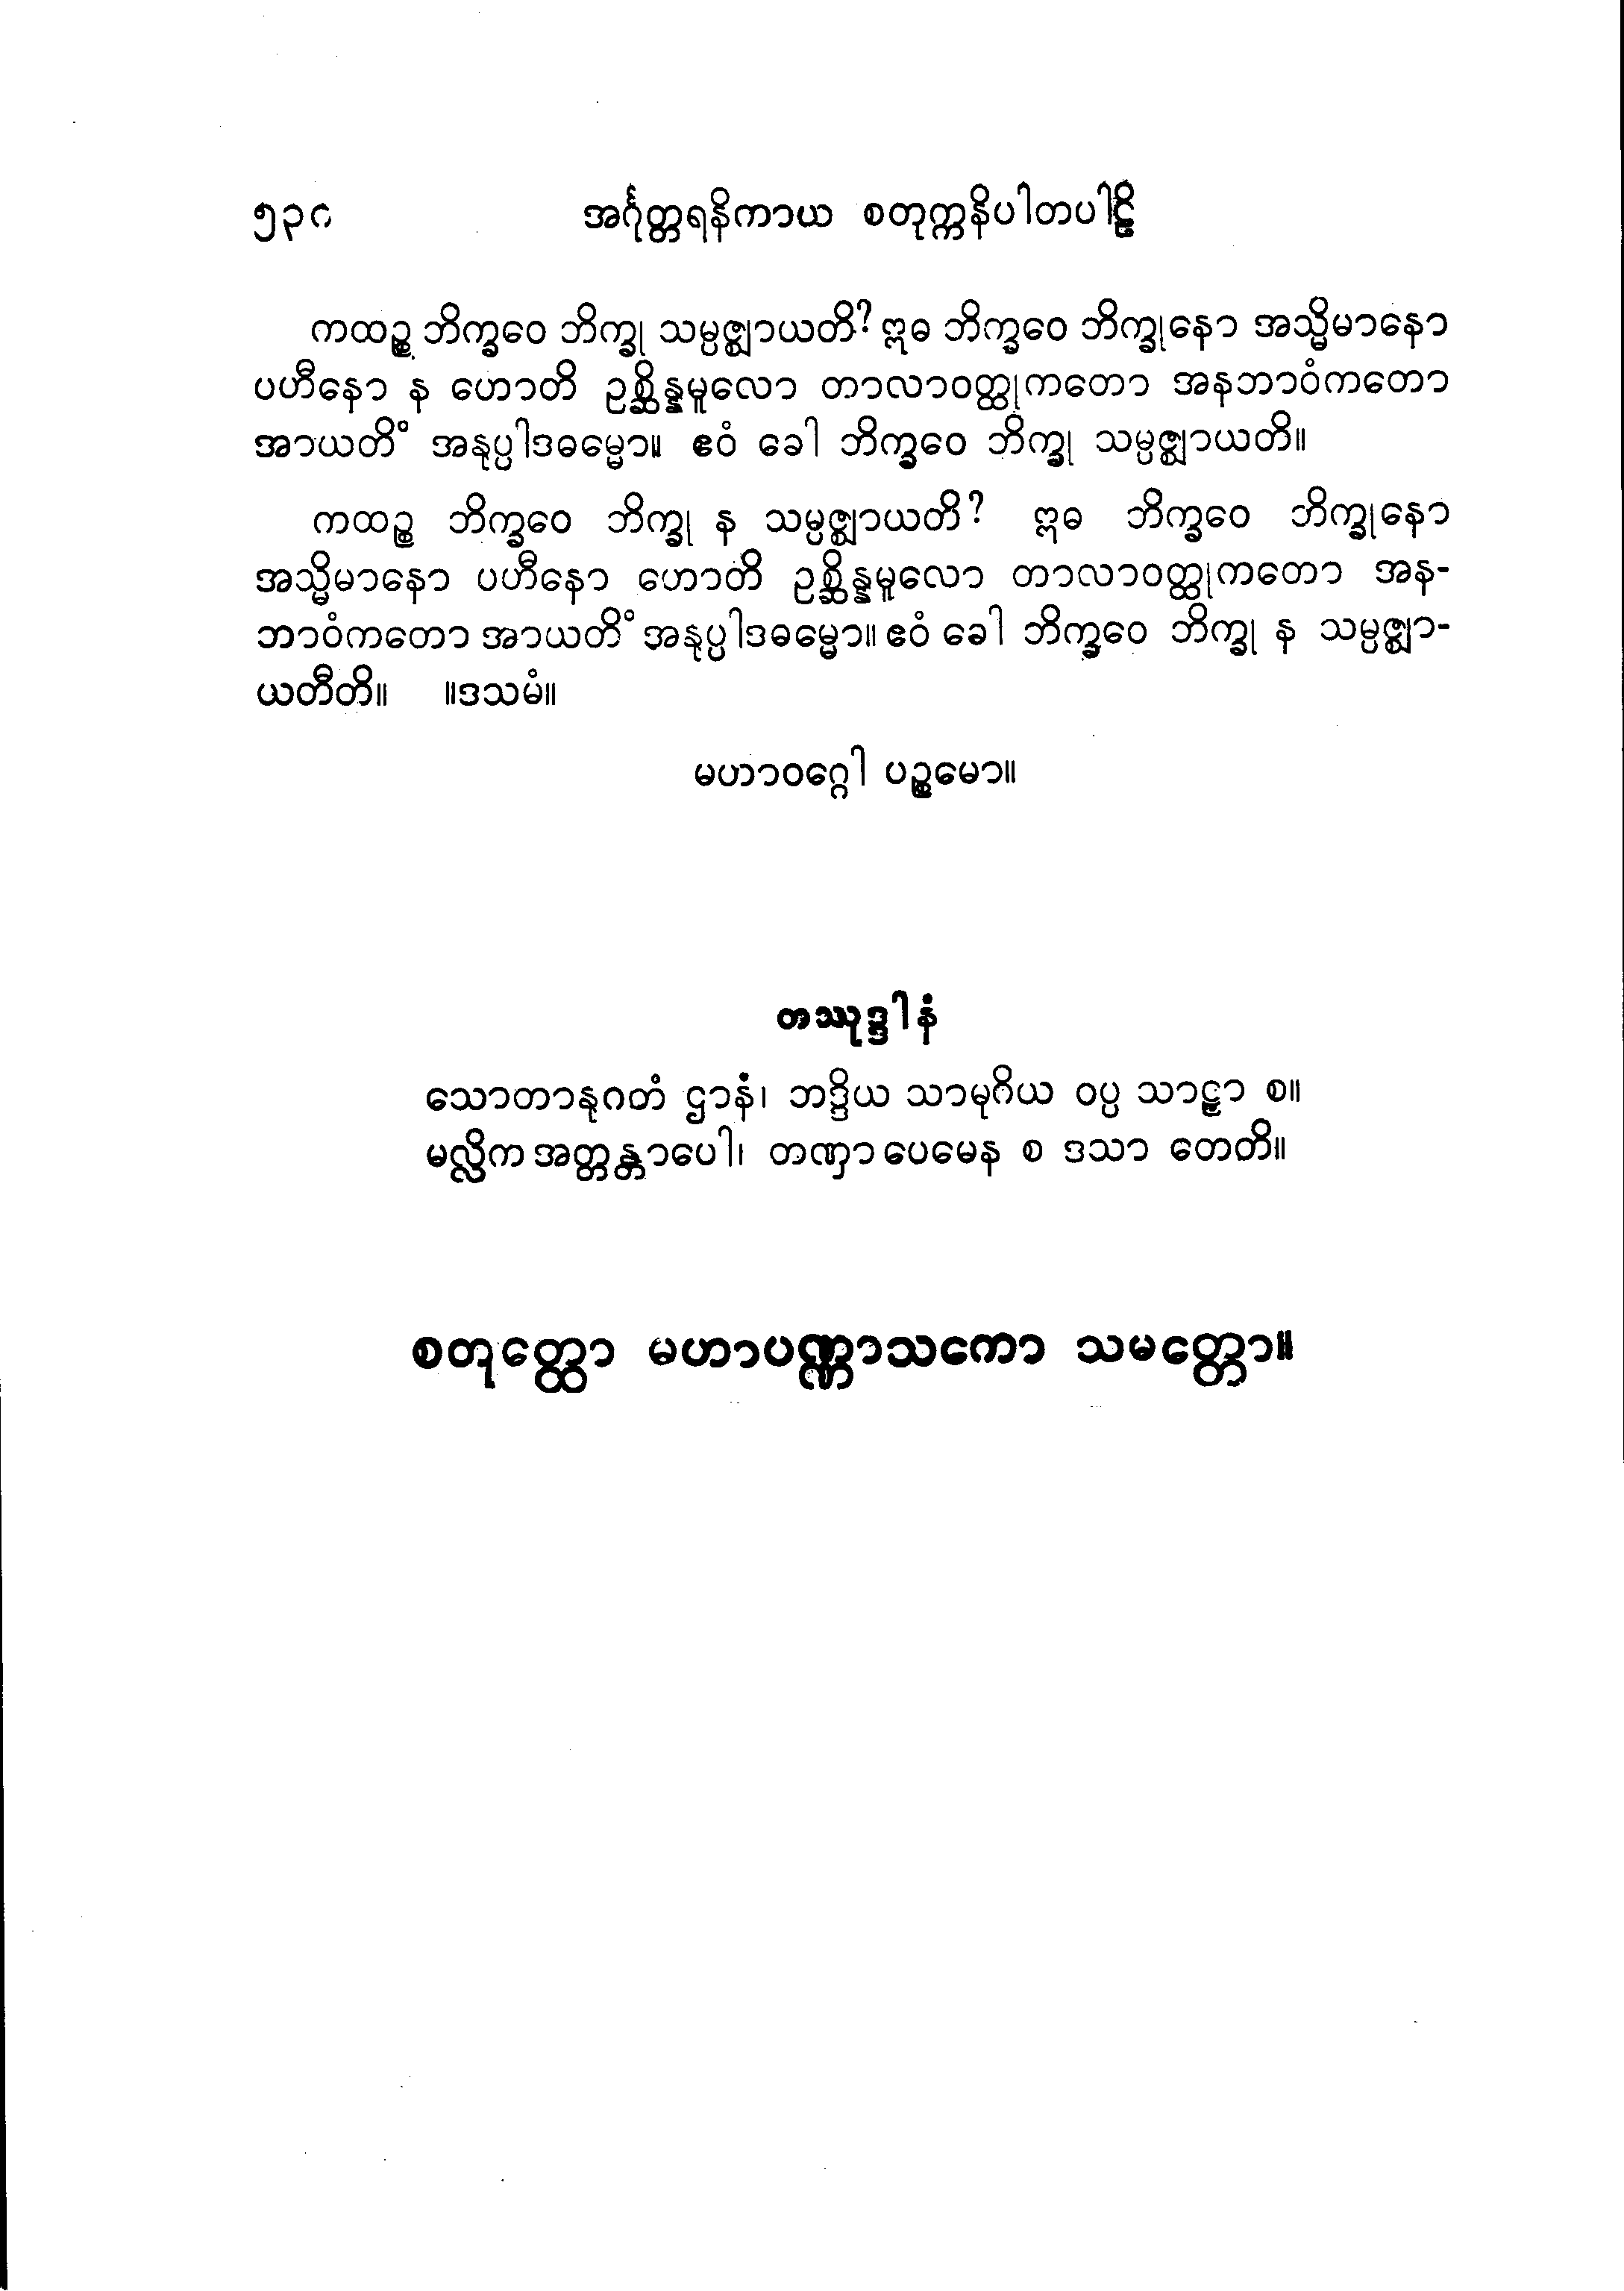 ၅၃၈ အင်္ဂုတ္တရနိကာယ စတုက္ကနိပါတပါဠိ
ကထဉ္စ ဘိက္ခဝေ ဘိက္ခု သမ္ပဇ္ဈာယတိ? ဣဓ ဘိက္ခဝေ ဘိက္ခုနော အသ္မိမာနော
ပဟီနော န ဟောတိ ဥစ္ဆိန္နမူလော တာလာဝတ္ထုကတော အနဘာဝံကတော
အာယတိံ အနုပ္ပါဒဓမ္မော။ ဧဝံ ခေါ ဘိက္ခဝေ ဘိက္ခု သမ္ပဇ္ဈာယတိ။
ကထဉ္စ ဘိက္ခဝေ ဘိက္ခု န သမ္ပဇ္ဈာယတိ? ဣဓ ဘိက္ခဝေ ဘိက္ခုနော
အသ္မိမာနော ပဟီနော ဟောတိ ဥစ္ဆိန္နမူလော တာလာဝတ္ထုကတော အန-
ဘာဝံကတော အာယတိံ အနုပ္ပါဒဓမ္မော။ ဧဝံ ခေါ ဘိက္ခဝေ ဘိက္ခု န သမ္ပဇ္ဈာ-
ယတီတိ။ ။ဒသမံ။
မဟာဝဂ္ဂေါ ပဉ္စမော။
တဿုဒ္ဒါနံ
သောတာနုဂတံ ဌာနံ၊ ဘဒ္ဒိယ သာမုဂိယ ဝပ္ပ သာဠှာ စ။
မလ္လိက အတ္တန္တာပေါ၊ တဏှာ ပေမေန စ ဒသာ တေတိ။
စတုတ္ထော မဟာပဏ္ဏာသကော သမတ္တော။